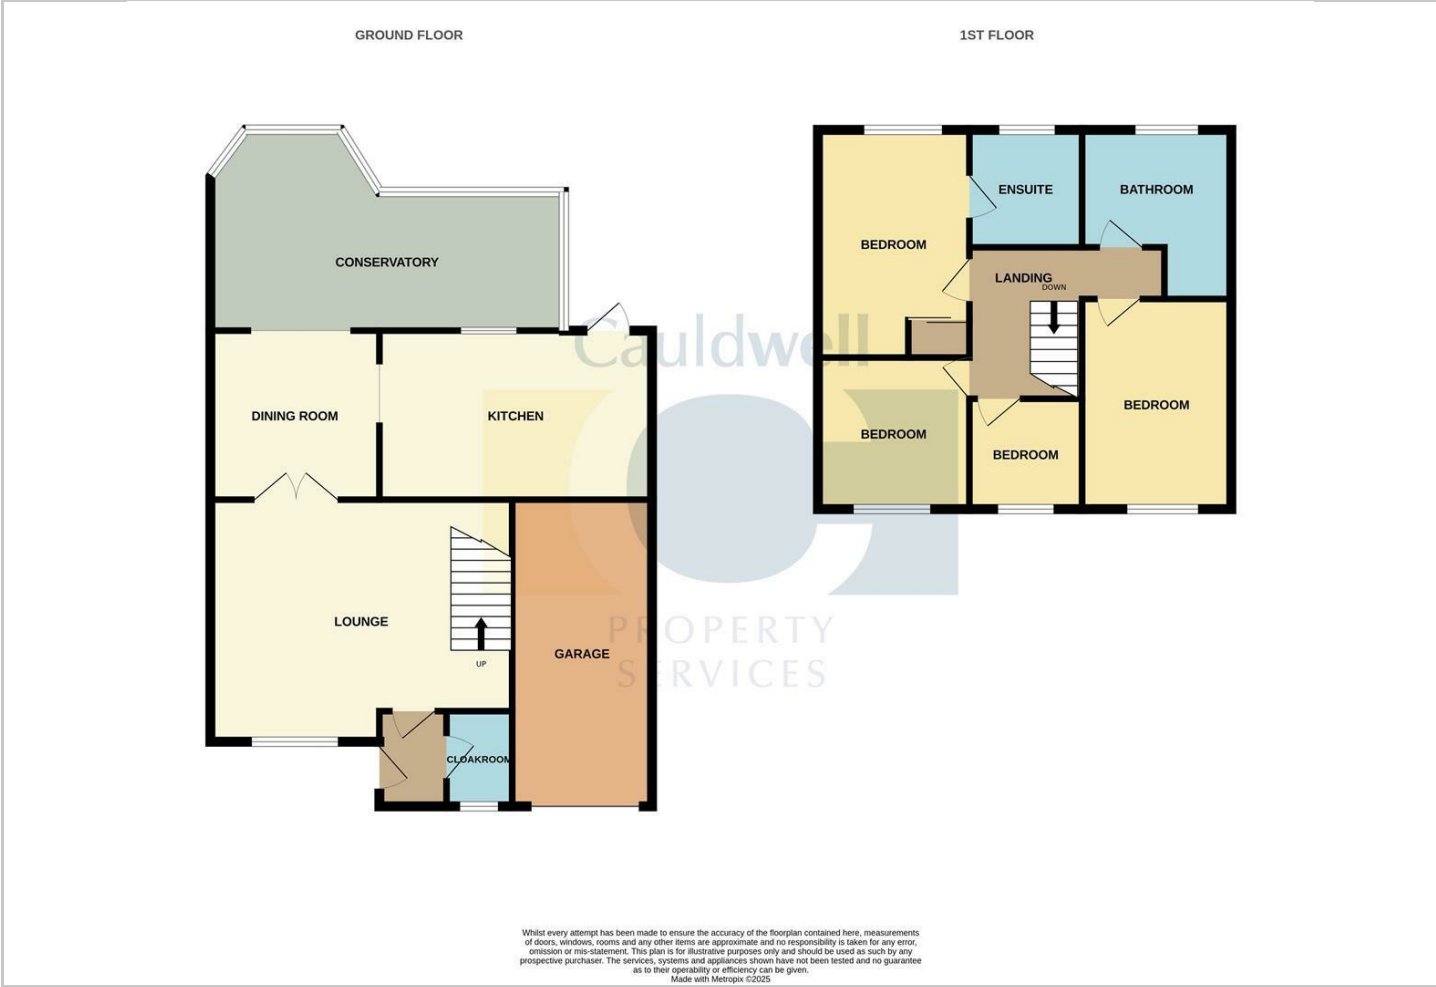 GROUND FLOOR
1ST FLOOR
CONSERVATORY
DINING ROOM
KITCHEN
LOUNGE
UP
GARAGE
CLOAKROOM
BEDROOM
ENSUITE
BATHROOM
LANDING
DOWN
BEDROOM
BEDROOM
BEDROOM
Cauldwell
PROPERTY
SERVICES
Whilst every attempt has been made to ensure the accuracy of the floorplan contained here, measurements
of doors, windows, rooms and any other items are approximate and no responsibility is taken for any error,
omission or mis-statement. This plan is for illustrative purposes only and should be used as such by any
prospective purchaser. The services, systems and appliances shown have not been tested and no guarantee
as to their operability or efficiency can be given.
Made with Metropix ©2025